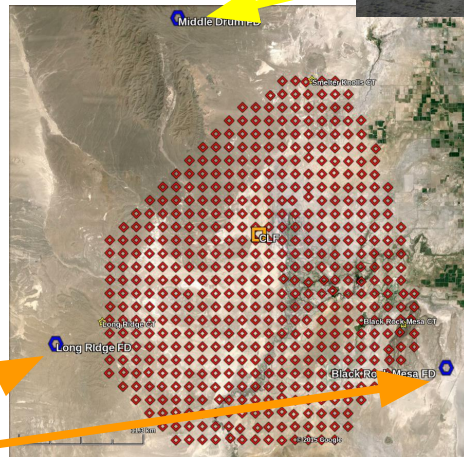 Middle Drum FD
Smelter Knolls CT
CLF
Long Ridge CT
Black Rock Mesa CT
Long RIdge FD
Black Rock Mesa FD
©2015 Google